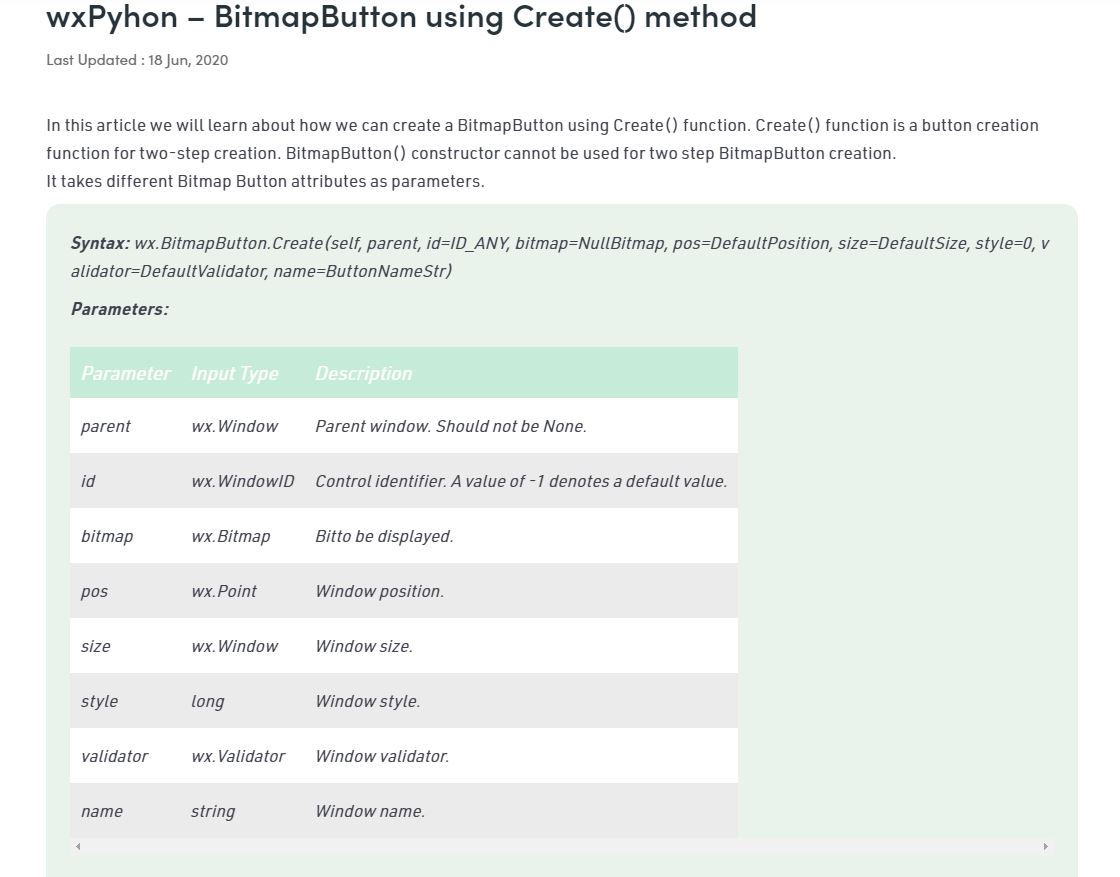 wxPyhon – BitmapButton using Create() method
Last Updated : 18 Jun, 2020
In this article we will learn about how we can create a BitmapButton using Create() function. Create() function is a button creation
function for two-step creation. BitmapButton() constructor cannot be used for two step BitmapButton creation.
It takes different Bitmap Button attributes as parameters.
Syntax: wx.BitmapButton.Create(self, parent, id=ID_ANY, bitmap=NullBitmap, pos=DefaultPosition, size=DefaultSize, style=0, v
alidator=DefaultValidator, name=ButtonNameStr)
Parameters:
Parameter Input Type Description
parent wx.Window Parent window. Should not be None.
id wx.WindowID Control identifier. A value of -1 denotes a default value.
bitmap wx.Bitmap Bitto be displayed.
pos wx.Point Window position.
size wx.Window Window size.
style long Window style.
validator wx.Validator Window validator.
name string Window name.